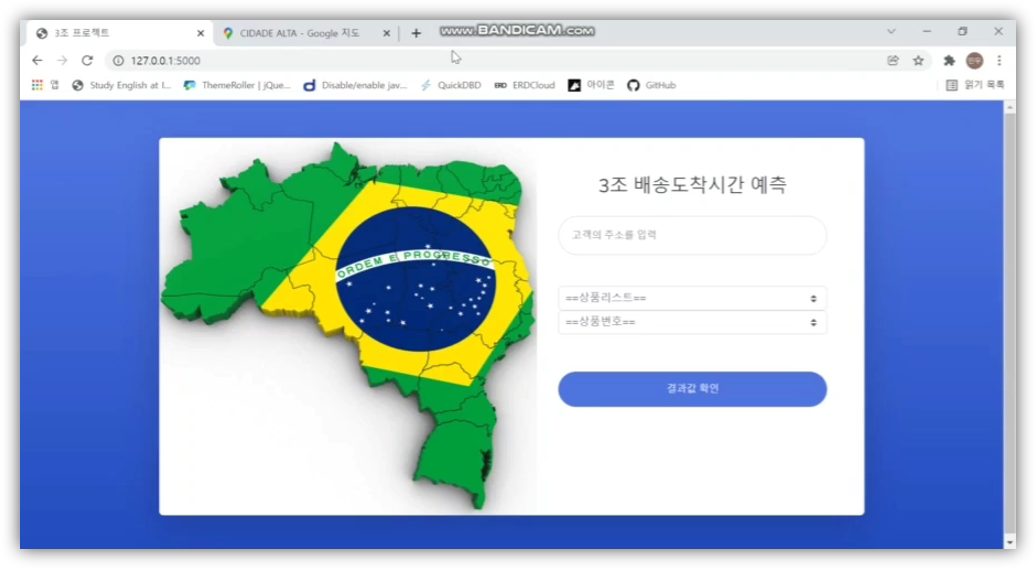 www.BANDICAM.com
3조 프로젝트
CIDADE ALTA - Google 지도
127.0.0.1:5000
앱
Study English at I...
ThemeRoller | jQue...
Disable/enable jav...
QuickDBD
ERD ERDCloud
아이콘
GitHub
읽기 목록
3조 배송도착시간 예측
고객의 주소를 입력
==상품리스트==
==상품번호==
결과값 확인
ORDEM E PROGRESSO